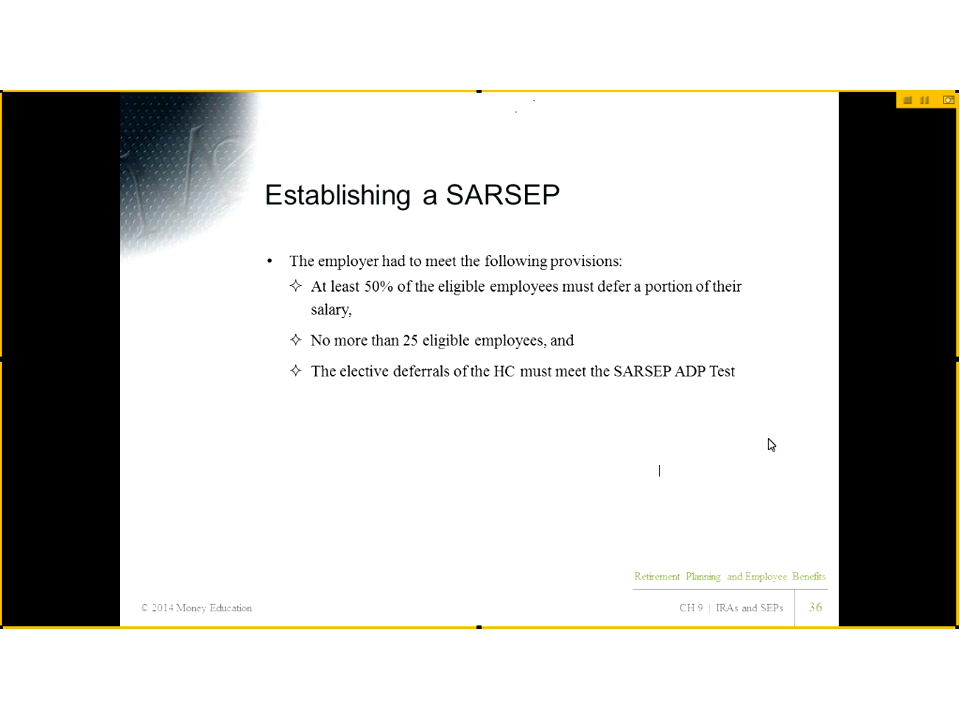 Establishing a SARSEP
• The employer had to meet the following provisions:
✧ At least 50% of the eligible employees must defer a portion of their
salary,
✧ No more than 25 eligible employees, and
✧ The elective deferrals of the HC must meet the SARSEP ADP Test
Retirement Planning and Employee Benefits
© 2014 Money Education
CH 9 | IRAs and SEPs
36